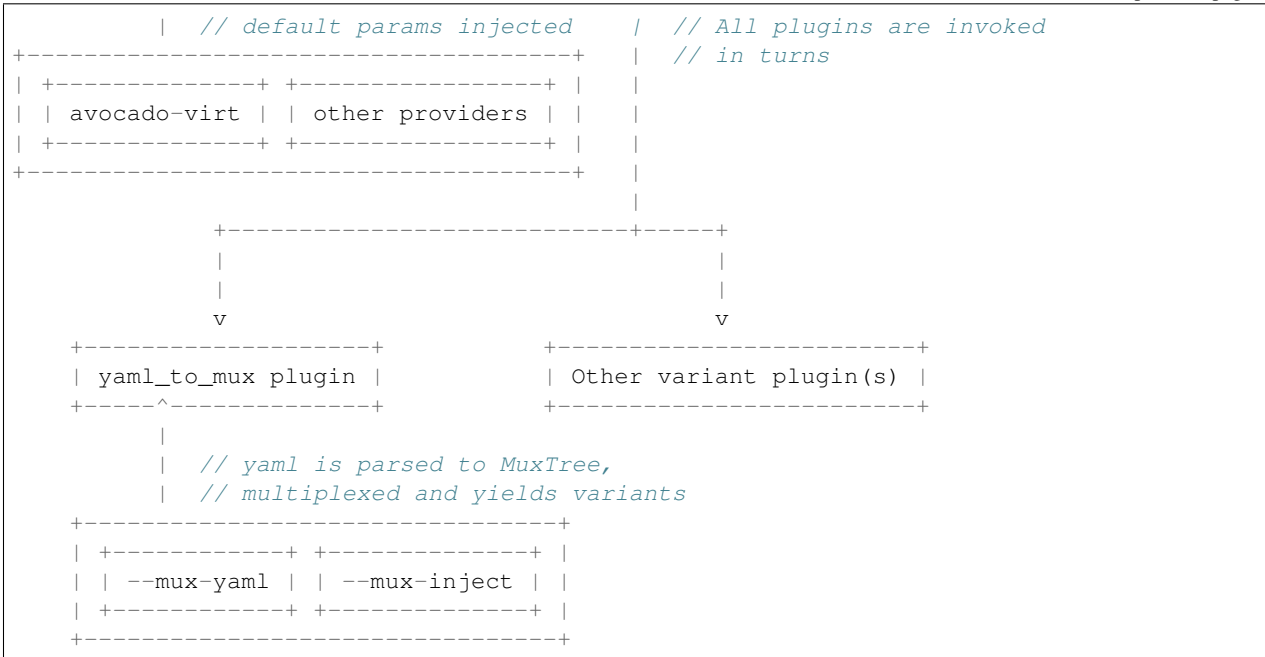 |  // default params injected    |  // All plugins are invoked
+--------------------------------------+   |  // in turns
| +--------------+ +-----------------+ |   |
| | avocado-virt | | other providers | |   |
| +--------------+ +-----------------+ |   |
+--------------------------------------+   |
                                           |
              +----------------------------+-----+
              |                                  |
              |                                  |
              v                                  v
    +--------------------+           +-------------------------+
    | yaml_to_mux plugin |           | Other variant plugin(s) |
    +-----^--------------+           +-------------------------+
          |
          |  // yaml is parsed to MuxTree,
          |  // multiplexed and yields variants
    +---------------------------------+
    | +------------+ +--------------+ |
    | | --mux-yaml | | --mux-inject | |
    | +------------+ +--------------+ |
    +---------------------------------+